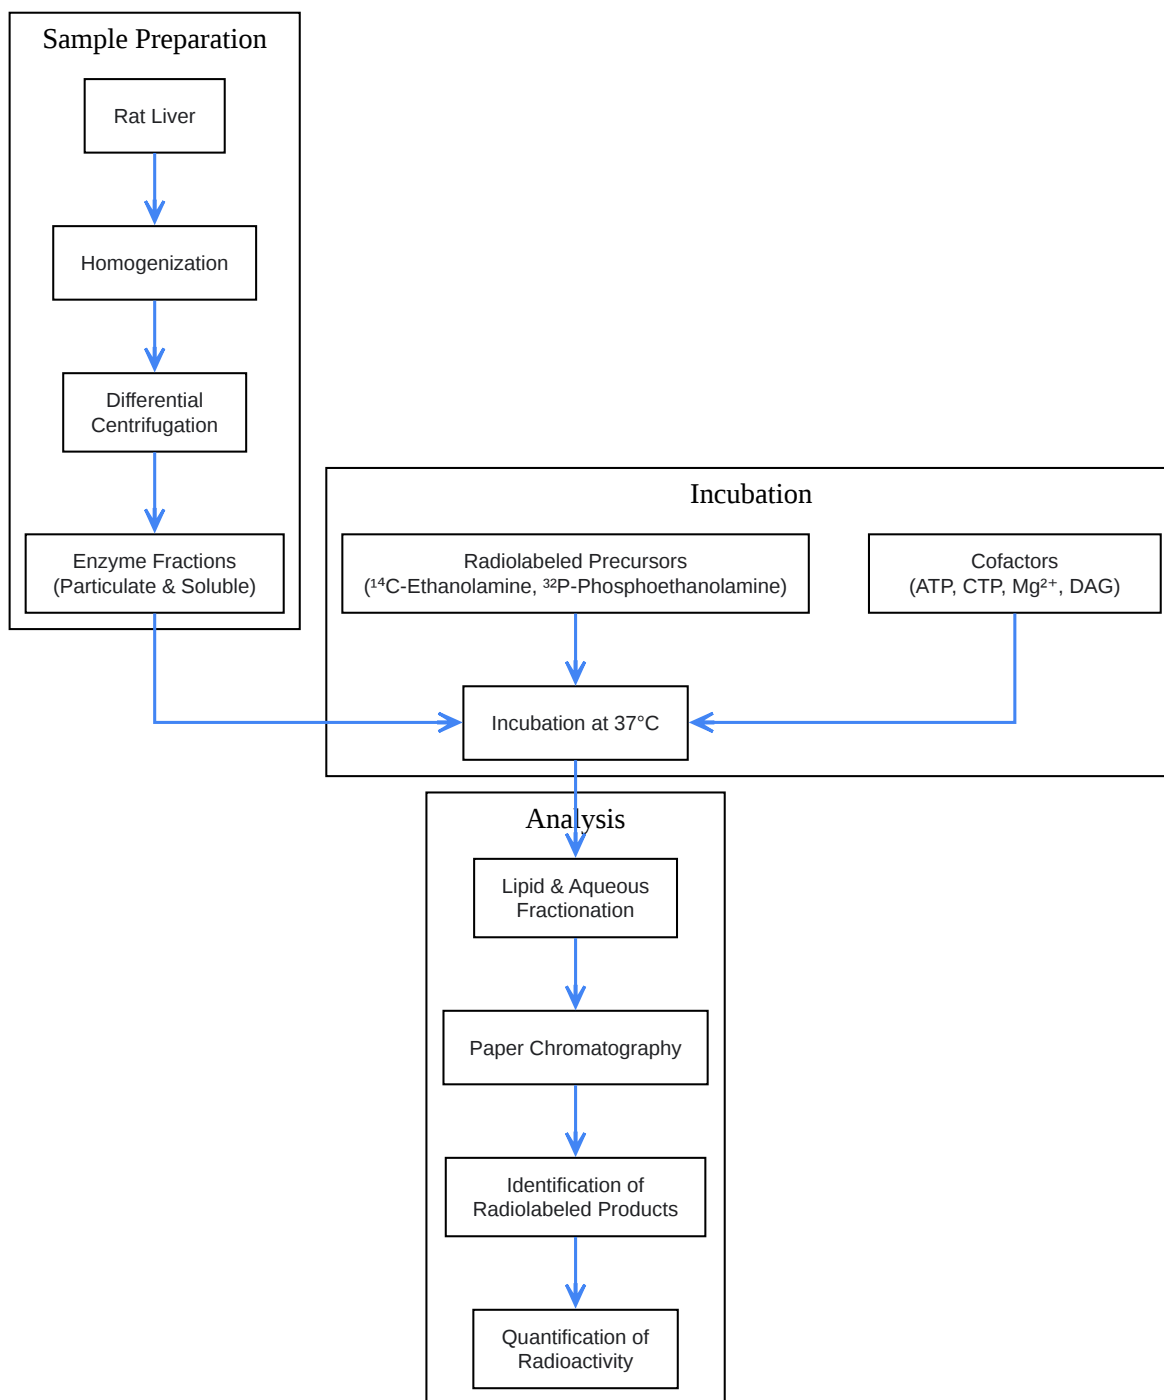 Sample Preparation
Rat Liver
Homogenization
Differential
Centrifugation
Enzyme Fractions
(Particulate & Soluble)
Incubation
Radiolabeled Precursors
(¹⁴C-Ethanolamine, ³²P-Phosphoethanolamine)
Cofactors
(ATP, CTP, Mg²⁺, DAG)
Incubation at 37°C
Analysis
Lipid & Aqueous
Fractionation
Paper Chromatography
Identification of
Radiolabeled Products
Quantification of
Radioactivity